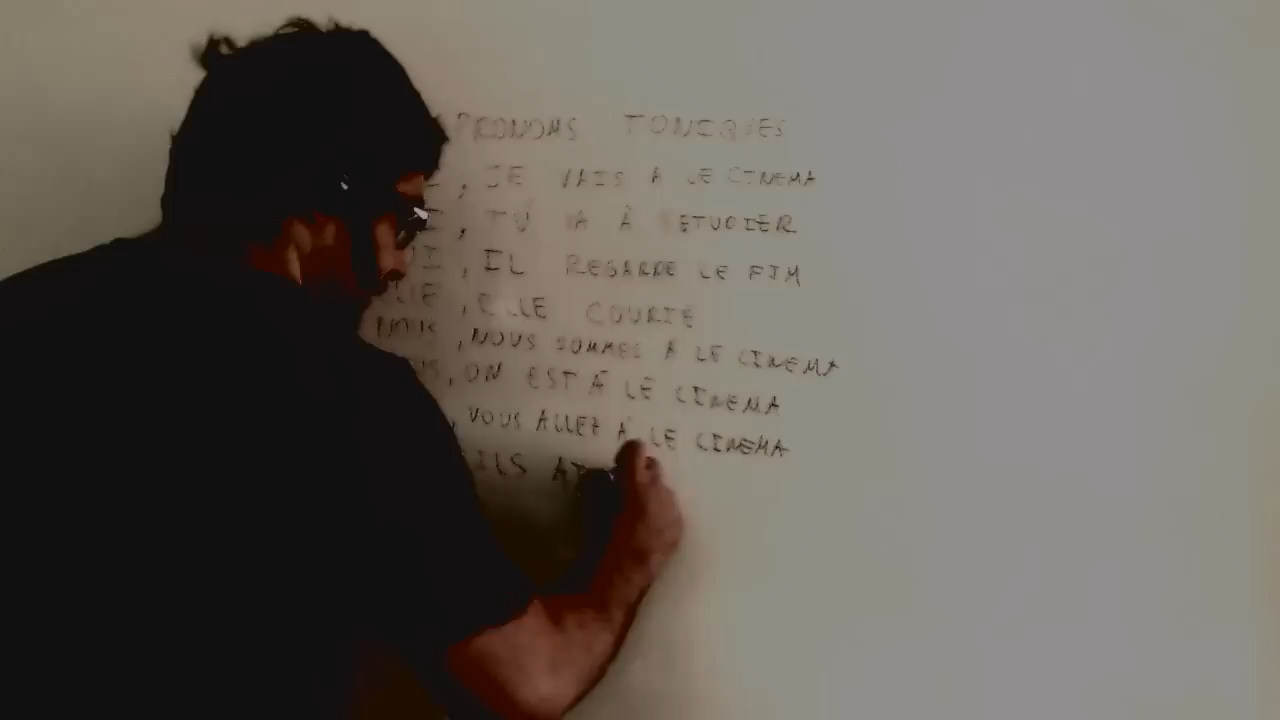 PRONOMS TONIQUES
, JE VAIS A LE CINEMA
, TU VA À ETUDIER
, IL REGARDE LE FIM
, ELLE COURIE
, NOUS SOMMES À LE CINEMA
, ON EST À LE CINEMA
, VOUS ALLEZ À LE CINEMA
ILS